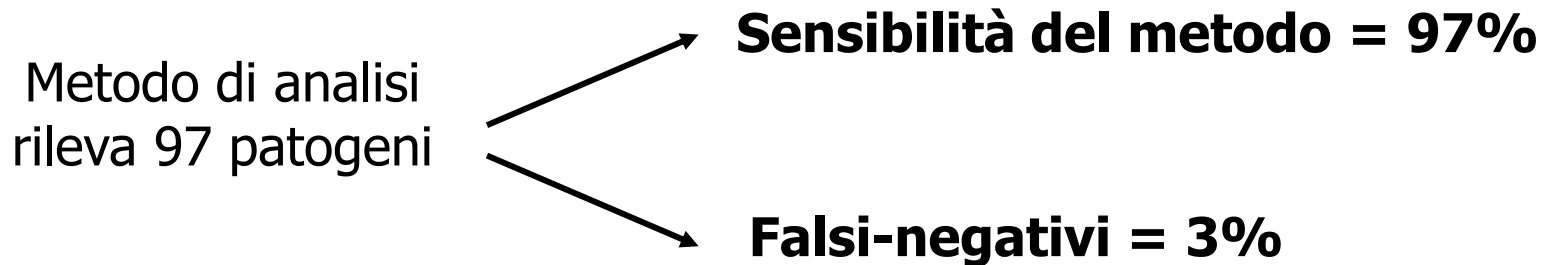 Metodo di analisi
rileva 97 patogeni
Sensibilità del metodo = 97%
Falsi-negativi = 3%